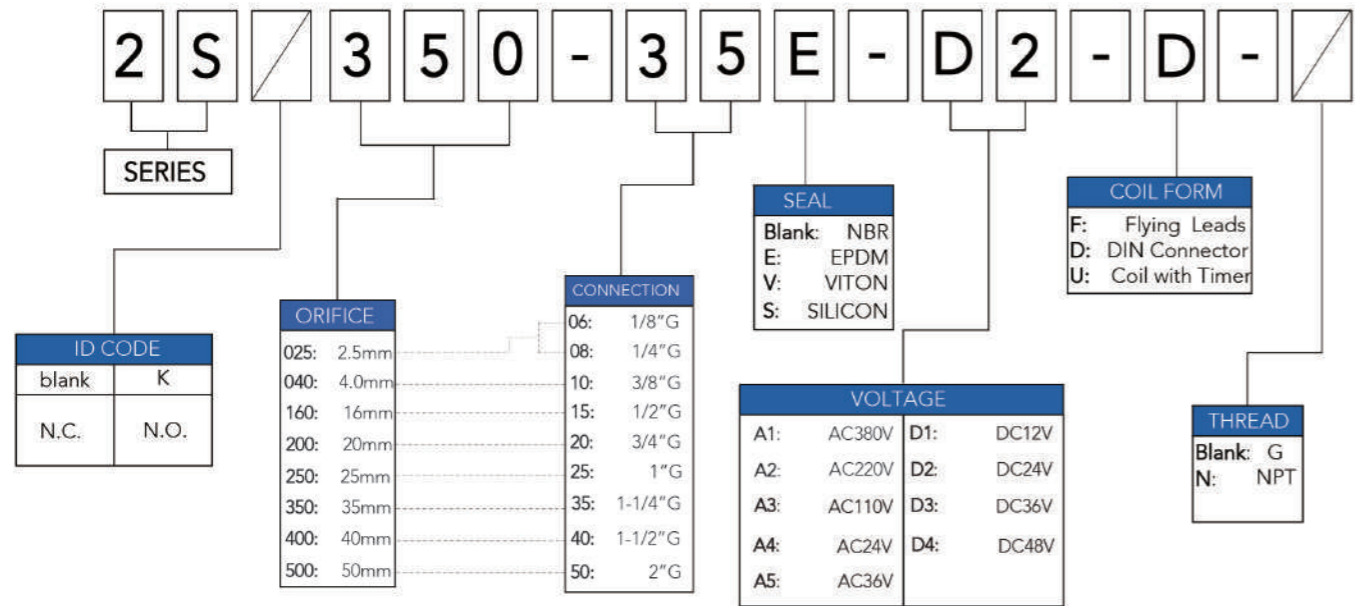 2 S 3 5 0 - 3 5 E - D 2 - D -
SERIES
ID CODE
blank K
N.C. N.O.
ORIFICE
025: 2.5mm
040: 4.0mm
160: 16mm
200: 20mm
250: 25mm
350: 35mm
400: 40mm
500: 50mm
CONNECTION
06: 1/8"G
08: 1/4"G
10: 3/8"G
15: 1/2"G
20: 3/4"G
25: 1"G
35: 1-1/4"G
40: 1-1/2"G
50: 2"G
SEAL
Blank: NBR
E: EPDM
V: VITON
S: SILICON
VOLTAGE
A1: AC380V D1: DC12V
A2: AC220V D2: DC24V
A3: AC110V D3: DC36V
A4: AC24V D4: DC48V
A5: AC36V
COIL FORM
F: Flying Leads
D: DIN Connector
U: Coil with Timer
THREAD
Blank: G
N: NPT